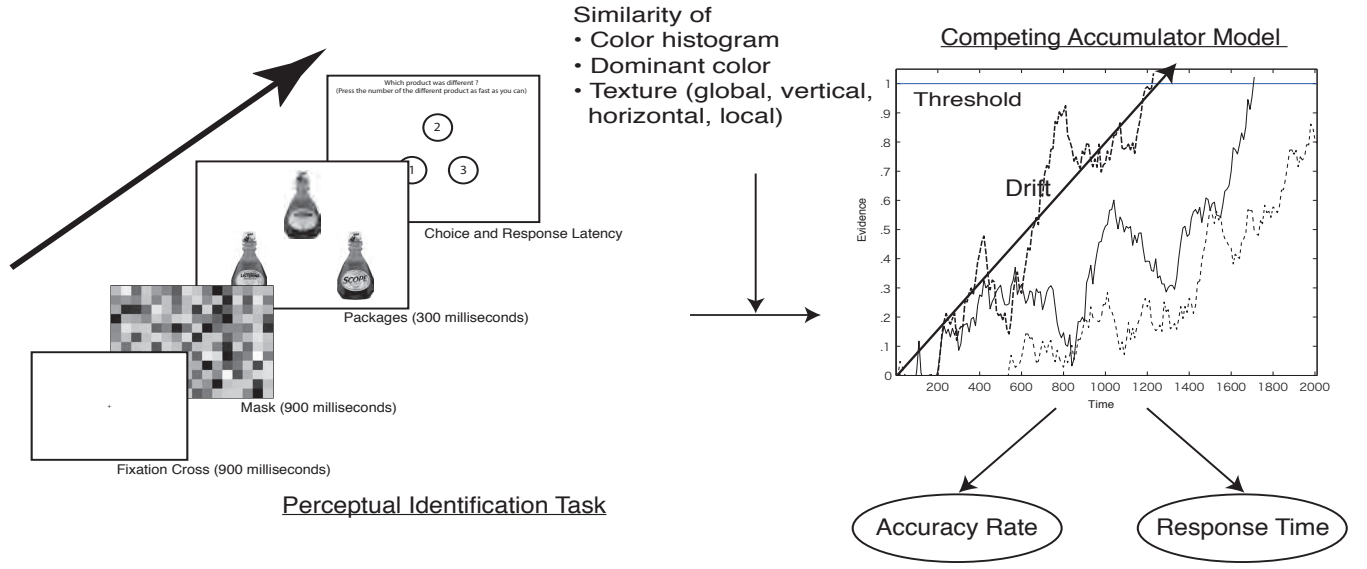 Which product was different ?
(Press the number of the different product as fast as you can)
2
1
3
Choice and Response Latency
SCOPE
Packages (300 milliseconds)
Mask (900 milliseconds)
Fixation Cross (900 milliseconds)
Perceptual Identification Task
Similarity of
• Color histogram
• Dominant color
• Texture (global, vertical,
horizontal, local)
Competing Accumulator Model
Threshold
Drift
Evidence
1
.9
.8
.7
.6
.5
.4
.3
.2
.1
0
200 400 600 800 1000 1200 1400 1600 1800 2000
Time
Accuracy Rate
Response Time